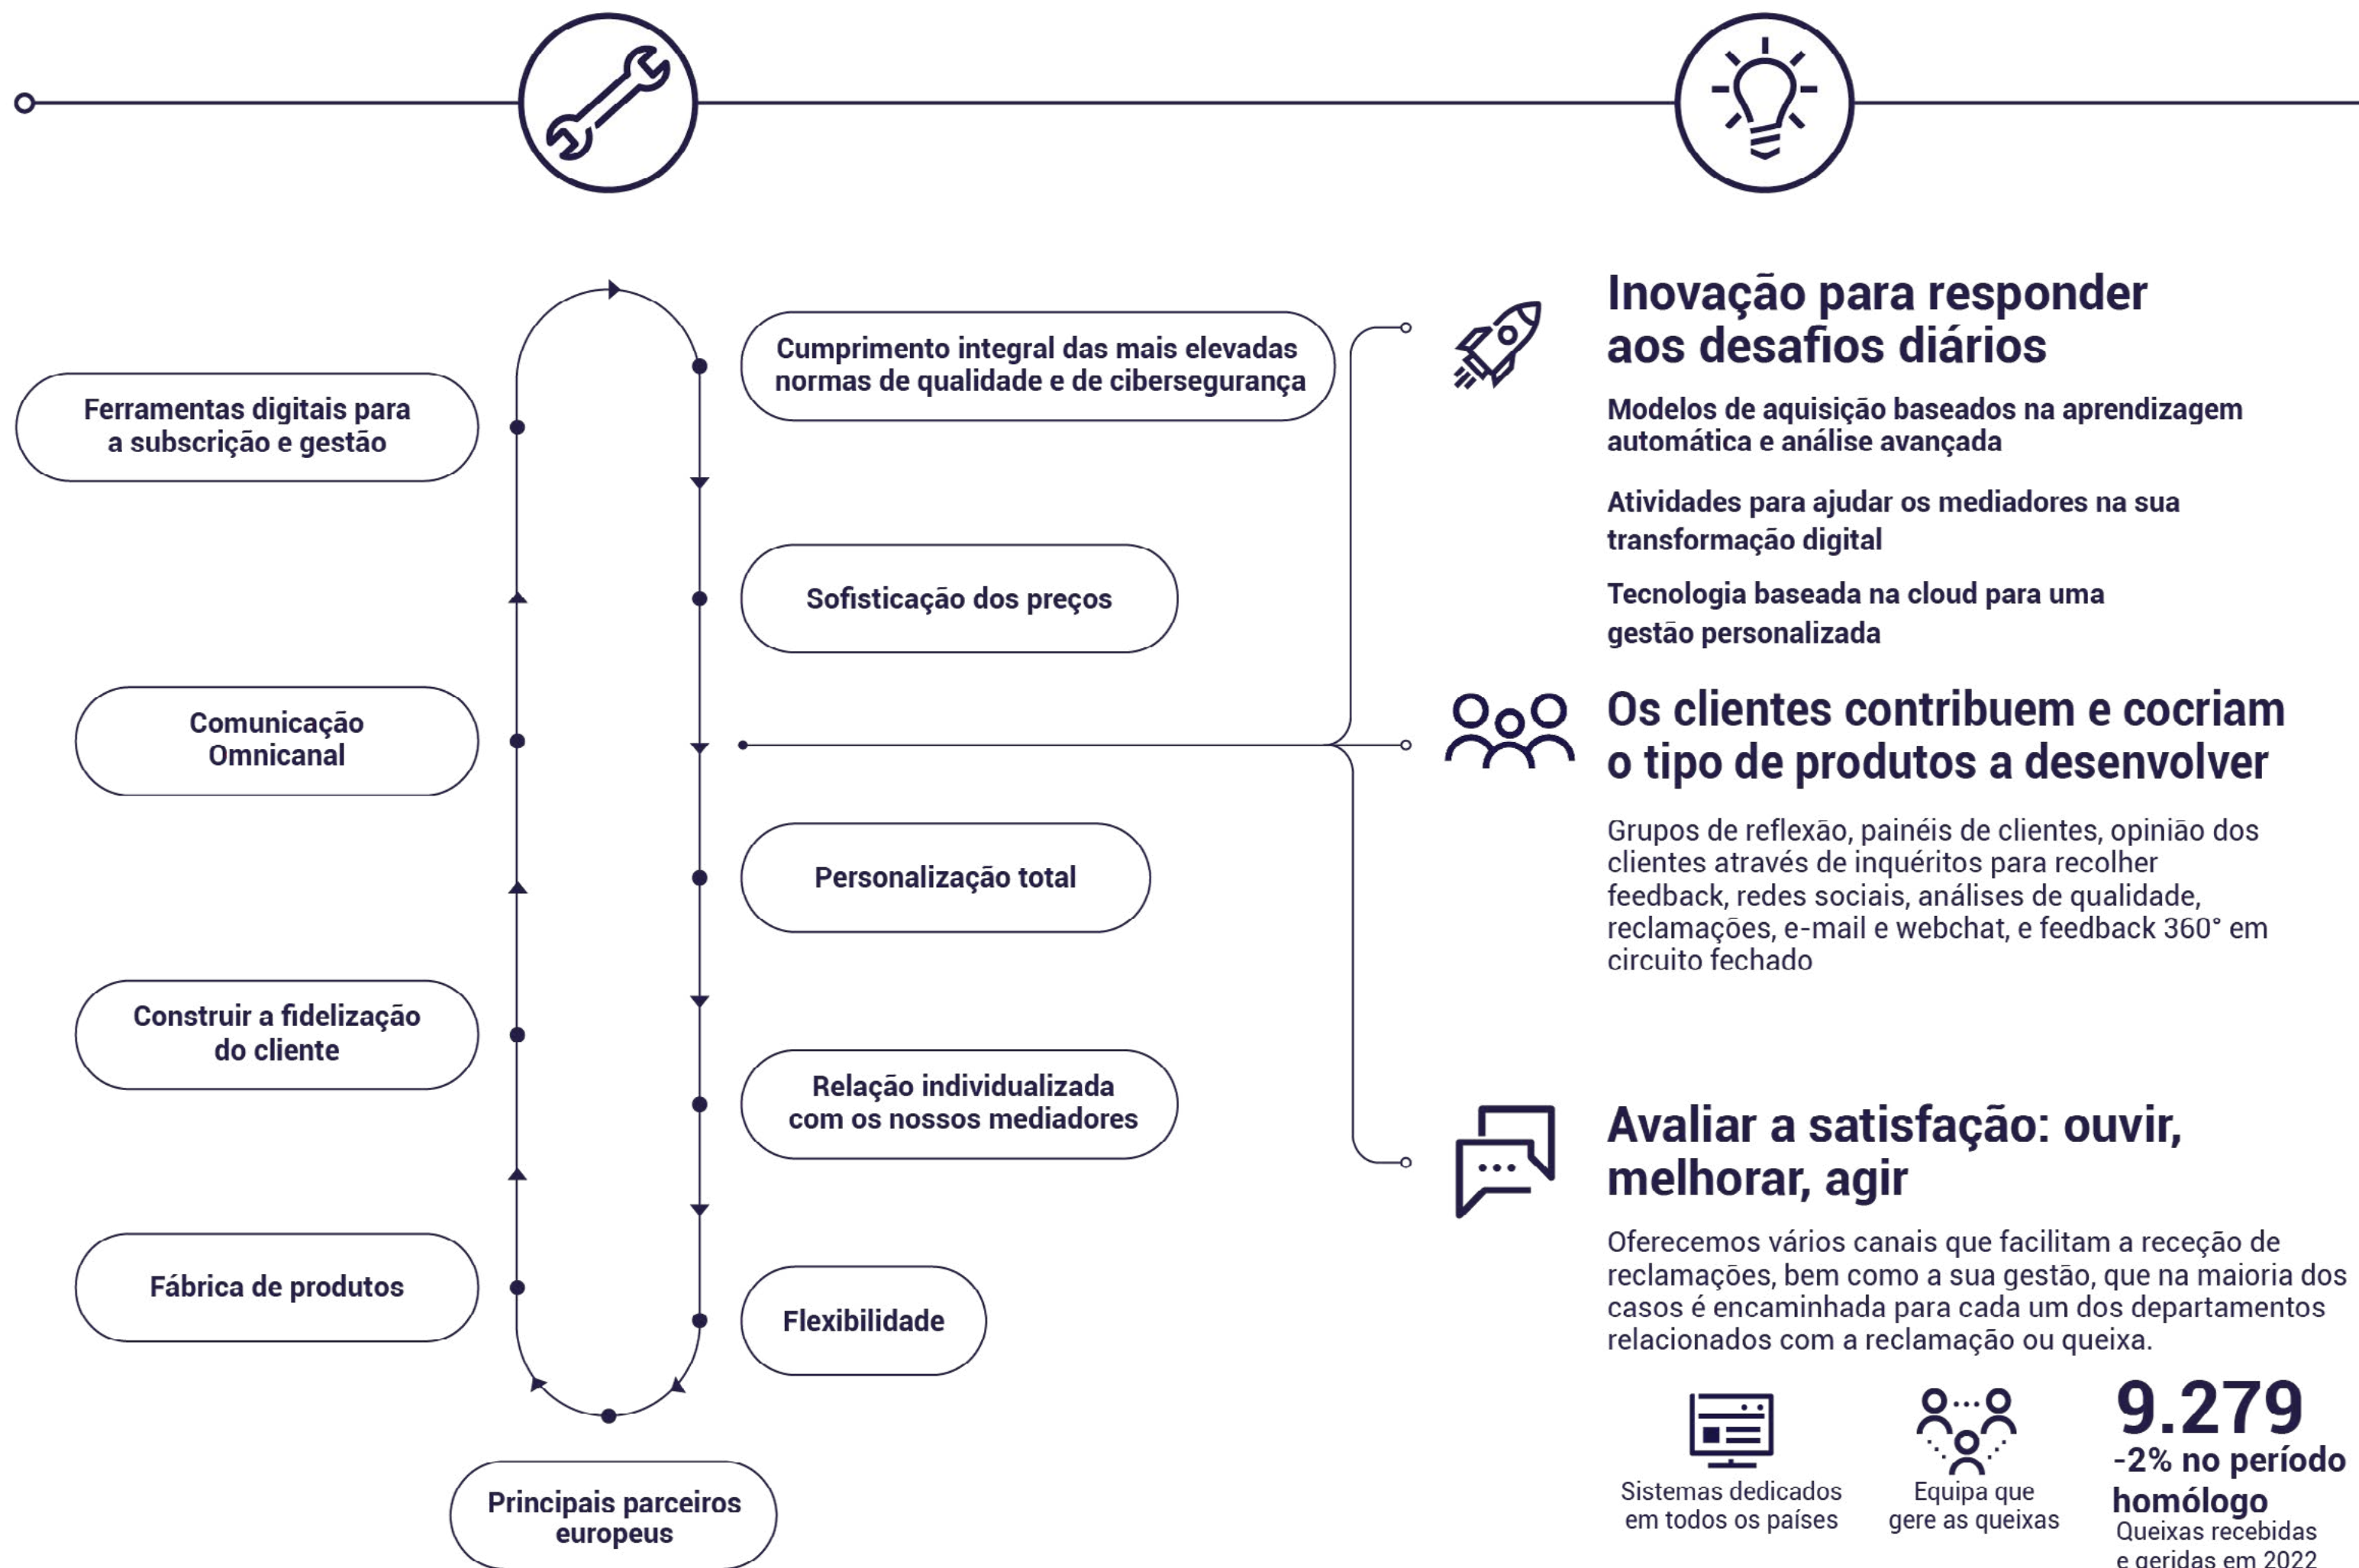 Ferramentas digitais para
a subscrição e gestão
Comunicação
Omnicanal
Construir a fidelização
do cliente
Fábrica de produtos
Principais parceiros
europeus
Cumprimento integral das mais elevadas
normas de qualidade e de cibersegurança
Sofisticação dos preços
Personalização total
Relação individualizada
com os nossos mediadores
Flexibilidade
Inovação para responder
aos desafios diários
Modelos de aquisição baseados na aprendizagem
automática e análise avançada
Atividades para ajudar os mediadores na sua
transformação digital
Tecnologia baseada na cloud para uma
gestão personalizada
Os clientes contribuem e cocriam
o tipo de produtos a desenvolver
Grupos de reflexão, painéis de clientes, opinião dos
clientes através de inquéritos para recolher
feedback, redes sociais, análises de qualidade,
reclamações, e-mail e webchat, e feedback 360° em
circuito fechado
Avaliar a satisfação: ouvir,
melhorar, agir
Oferecemos vários canais que facilitam a receção de
reclamações, bem como a sua gestão, que na maioria dos
casos é encaminhada para cada um dos departamentos
relacionados com a reclamação ou queixa.
Sistemas dedicados
em todos os países
Equipa que
gere as queixas
9.279
-2% no período
homólogo
Queixas recebidas
e geridas em 2022